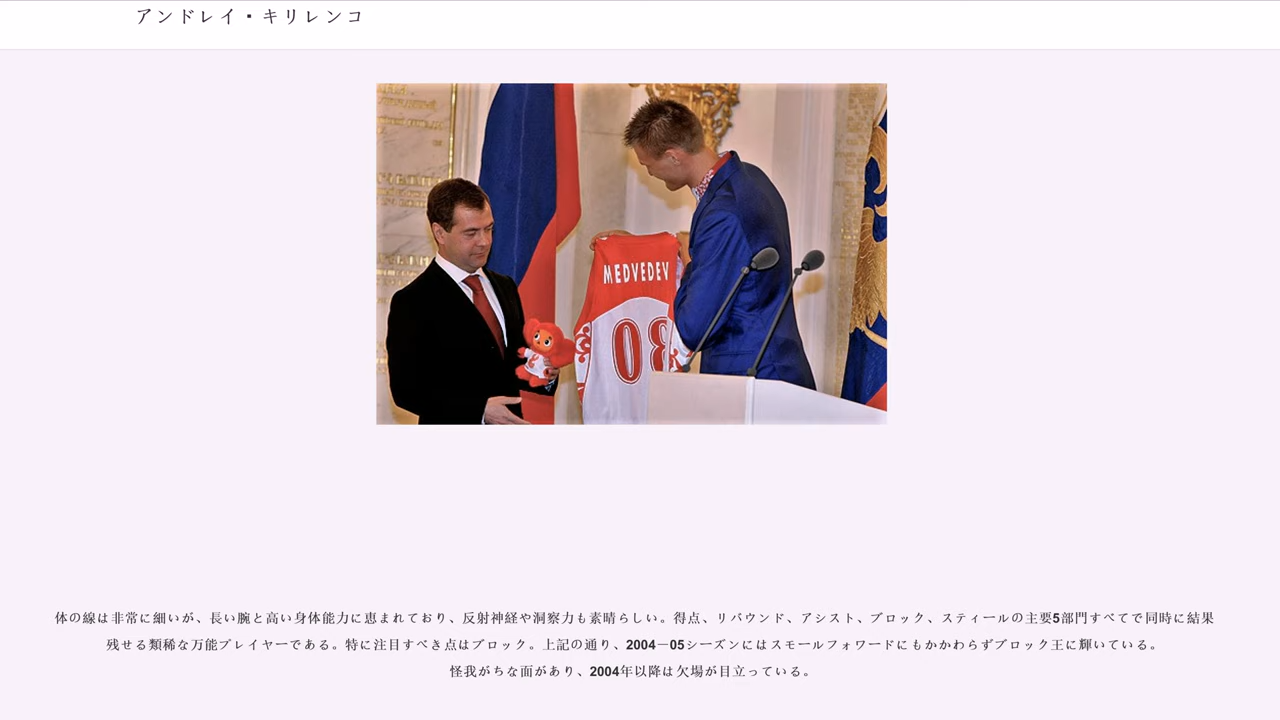 アンドレイ・キリレンコ
MEDVEDEV
08
体の線は非常に細いが、長い腕と高い身体能力に恵まれており、反射神経や洞察力も素晴らしい。得点、リバウンド、アシスト、ブロック、スティールの主要5部門すべてで同時に結果
残せる類稀な万能プレイヤーである。特に注目すべき点はブロック。上記の通り、2004－05シーズンにはスモールフォワードにもかかわらずブロック王に輝いている。
怪我がちな面があり、2004年以降は欠場が目立っている。